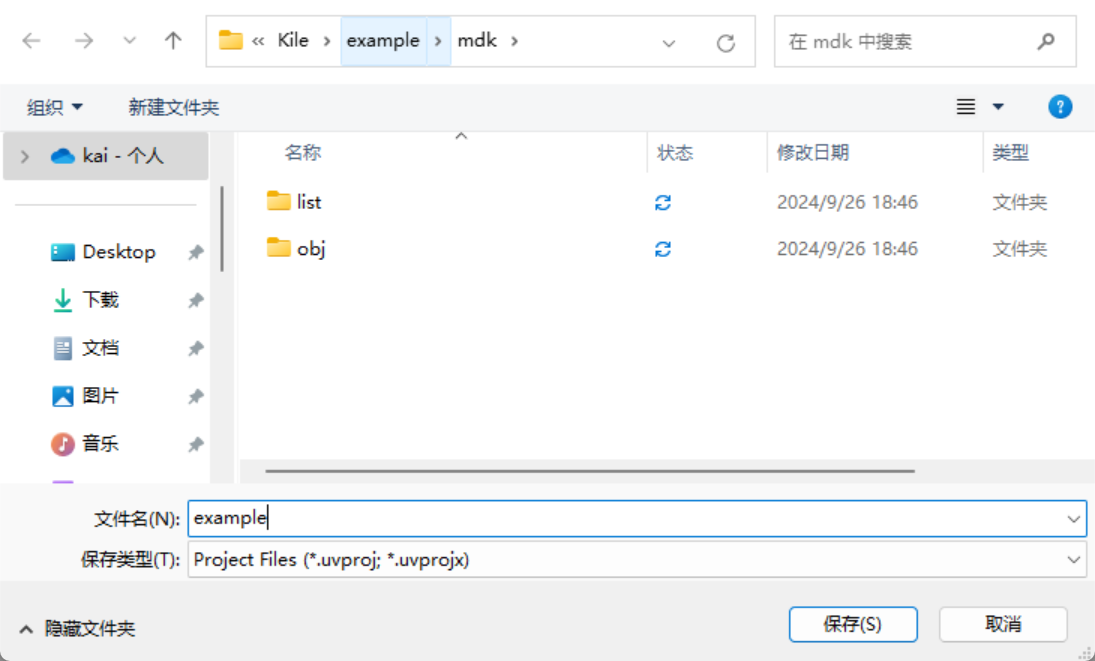 « Kile › example › mdk ›
在 mdk 中搜索
组织 新建文件夹
?
kai - 个人
名称 状态 修改日期 类型
list 2024/9/26 18:46 文件夹
obj 2024/9/26 18:46 文件夹
Desktop
下载
文档
图片
音乐
文件名(N): example
保存类型(T): Project Files (*.uvproj; *.uvprojx)
隐藏文件夹
保存(S) 取消